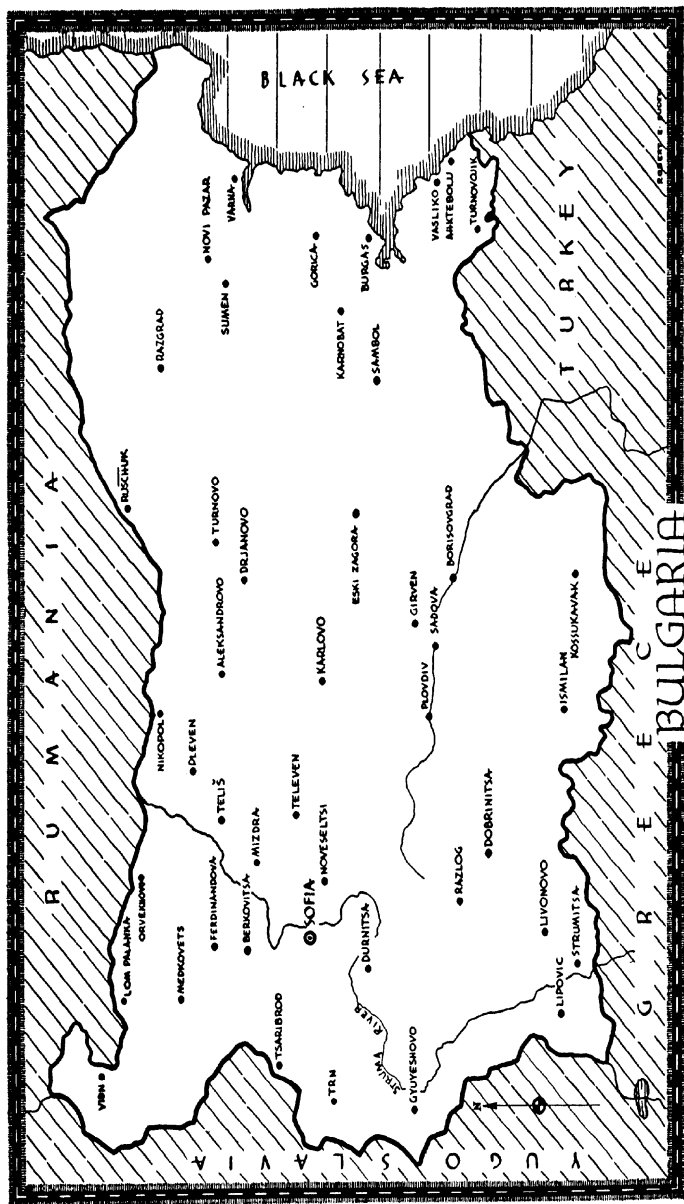 RUMANIA
BLACK SEA
VIDIN
LOM PALANKA
MEDKOVETS
FERDINANDOVA
BERKOVITSA
NIKOPOL
PLEVEN
TELIŠ
MIZDRA
TELEVEN
NOVESELTSI
SOFIA
TSARIBROD
TRN
DURNITSA
STRUMA RIVER
GYUYESHOVO
RUSCHUK
RAZGRAD
NOVI PAZAR
VARNA
SUMEN
TURNOVO
DRJANOVO
ALEKSANDROVO
KARLOVO
GORICA
BURGAS
KARNOBAT
SAMBOL
ESKI ZAGORA
VASLIKO
AHKTEBOLU
TURNOVOJIK
GIRVEN
SADOVA
BORISOVGRAD
PLOVDIV
RAZLOG
DOBRINITSA
LIVONOVO
STRUMITSA
LIPOVIC
ISMILAN
KOSSUKAVAK
YUGOSLAVIA
N
TURKEY
GREECE
BULGARIA